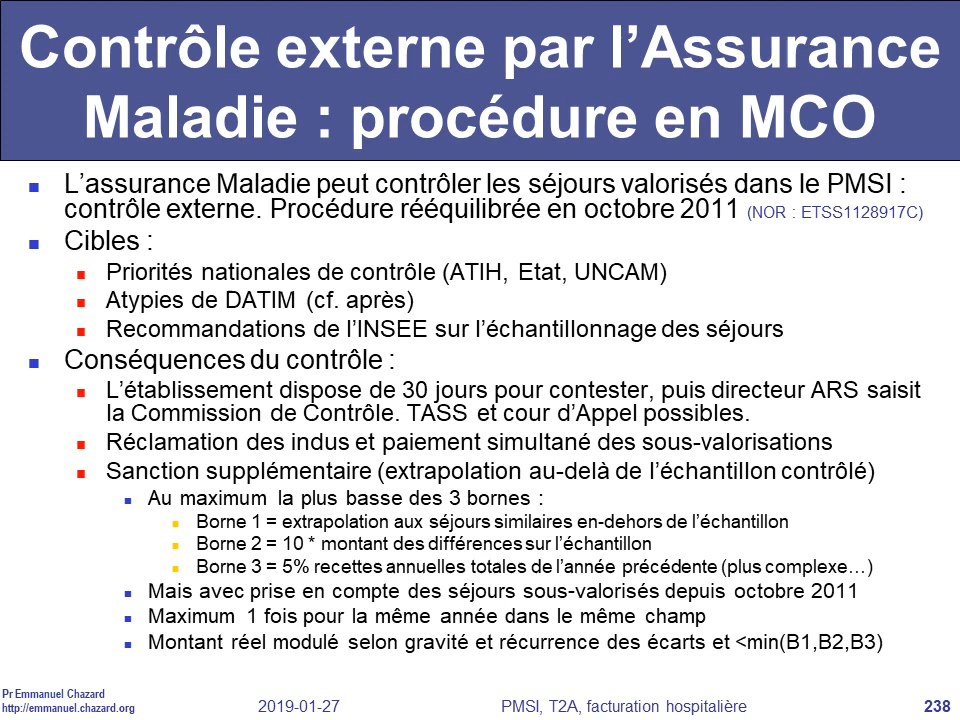 Contrôle externe par l’Assurance
Maladie : procédure en MCO
L’assurance Maladie peut contrôler les séjours valorisés dans le PMSI :
contrôle externe. Procédure rééquilibrée en octobre 2011 (NOR : ETSS1128917C)
Cibles :
Priorités nationales de contrôle (ATIH, Etat, UNCAM)
Atypies de DATIM (cf. après)
Recommandations de l’INSEE sur l’échantillonnage des séjours
Conséquences du contrôle :
L’établissement dispose de 30 jours pour contester, puis directeur ARS saisit
la Commission de Contrôle. TASS et cour d’Appel possibles.
Réclamation des indus et paiement simultané des sous-valorisations
Sanction supplémentaire (extrapolation au-delà de l’échantillon contrôlé)
Au maximum la plus basse des 3 bornes :
Borne 1 = extrapolation aux séjours similaires en-dehors de l’échantillon
Borne 2 = 10 * montant des différences sur l’échantillon
Borne 3 = 5% recettes annuelles totales de l’année précédente (plus complexe…)
Mais avec prise en compte des séjours sous-valorisés depuis octobre 2011
Maximum 1 fois pour la même année dans le même champ
Montant réel modulé selon gravité et récurrence des écarts et <min(B1,B2,B3)
Pr Emmanuel Chazard
http://emmanuel.chazard.org
2019-01-27
PMSI, T2A, facturation hospitalière
238